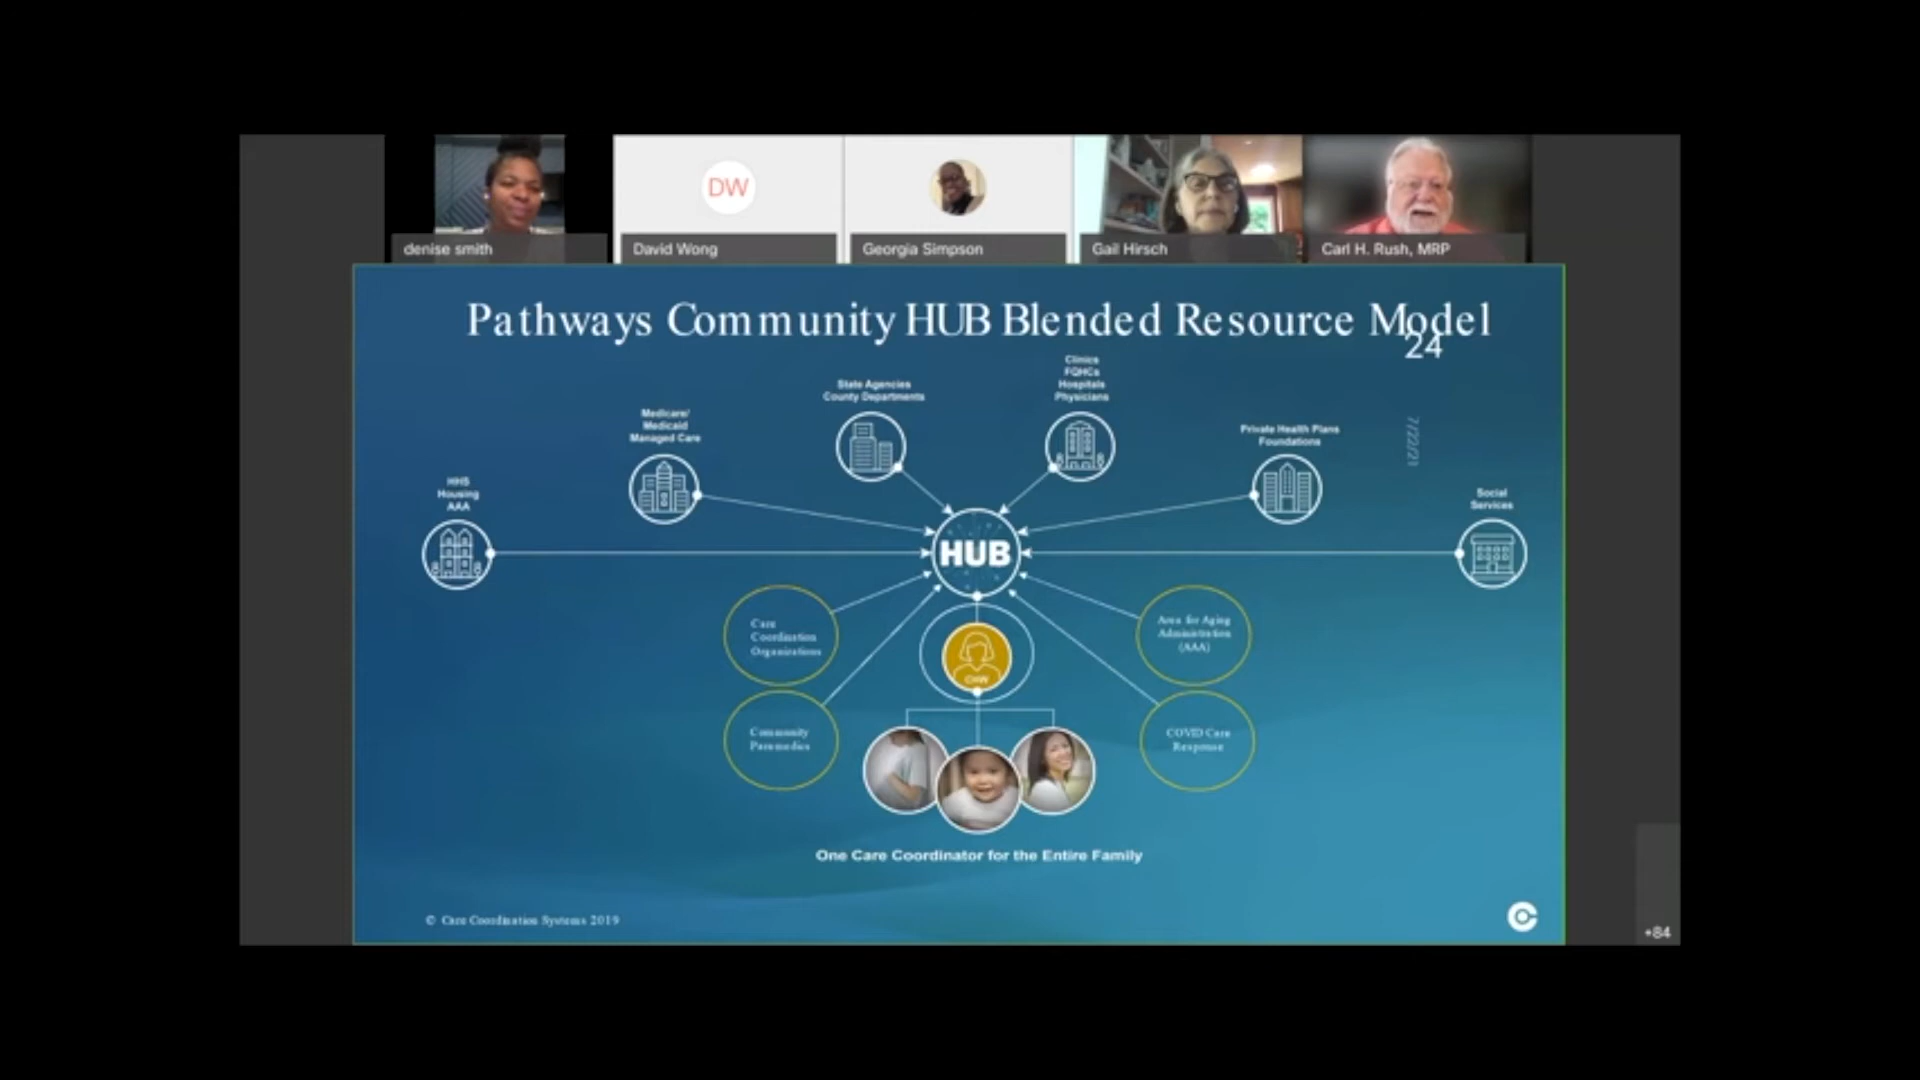 DW
denise smith
David Wong
Georgia Simpson
Gail Hirsch
Carl H. Rush, MRP
Pathways Community HUB Blended Resource Model
24
Clinics
FQHCs
Hospitals
Physicians
State Agencies
County Departments
Medicare/
Medicaid
Managed Care
Private Health Plans
Foundations
7/22/21
HHS
Housing
AAA
Social
Services
HUB
Care
Coordination
Organizations
Area for Aging
Administration
(AAA)
CHW
Community
Paramedics
COVID Care
Response
One Care Coordinator for the Entire Family
© Care Coordination Systems 2019
+84